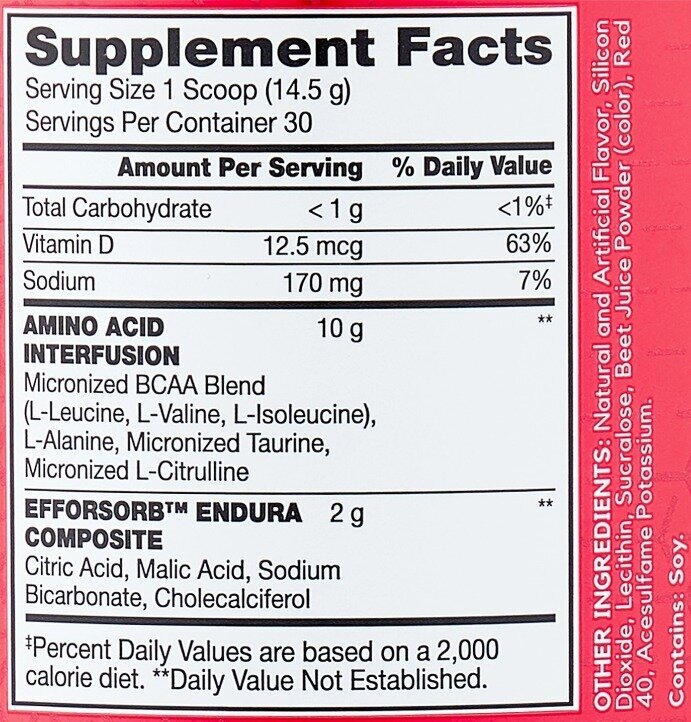 Supplement Facts
Serving Size 1 Scoop (14.5 g)
Servings Per Container 30
Amount Per Serving % Daily Value
Total Carbohydrate < 1 g <1%‡
Vitamin D 12.5 mcg 63%
Sodium 170 mg 7%
AMINO ACID 10 g **
INTERFUSION
Micronized BCAA Blend
(L-Leucine, L-Valine, L-Isoleucine),
L-Alanine, Micronized Taurine,
Micronized L-Citrulline
EFFORSORB™ ENDURA 2 g **
COMPOSITE
Citric Acid, Malic Acid, Sodium
Bicarbonate, Cholecalciferol
‡Percent Daily Values are based on a 2,000
calorie diet. **Daily Value Not Established.
OTHER INGREDIENTS: Natural and Artificial Flavor, Silicon
Dioxide, Lecithin, Sucralose, Beet Juice Powder (color), Red
40, Acesulfame Potassium.
Contains: Soy.